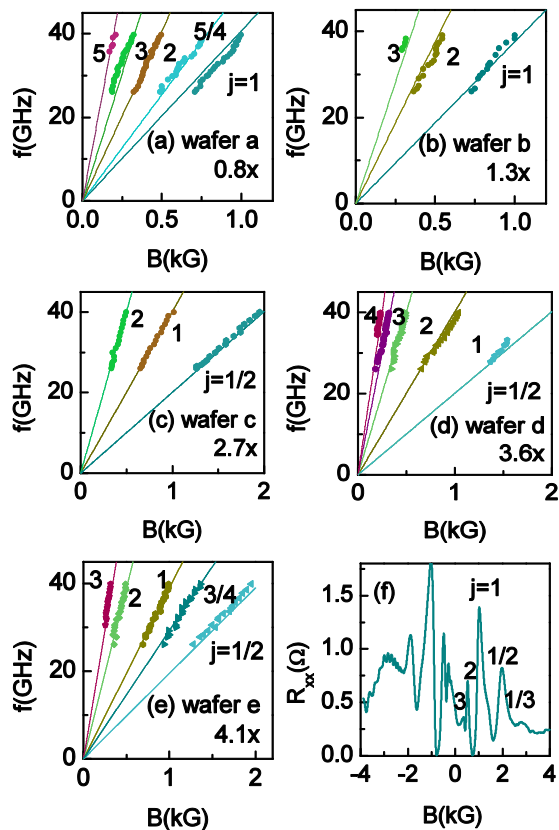 40
20
0
f(GHz)
5
3
2
5/4
j=1
(a) wafer a
0.8x
0.0
0.5
1.0
B(kG)
40
20
0
f(GHz)
3
2
j=1
(b) wafer b
1.3x
0.0
0.5
1.0
B(kG)
40
20
0
f(GHz)
2
1
j=1/2
(c) wafer c
2.7x
0
1
2
B(kG)
40
20
0
f(GHz)
4
3
2
1
j=1/2
(d) wafer d
3.6x
0
1
2
B(kG)
40
20
0
f(GHz)
3
2
1
3/4
j=1/2
(e) wafer e
4.1x
0
1
2
B(kG)
1.5
1.0
0.5
0.0
Rxx(Ω)
(f)
j=1
1/2
2
3
1/3
-4
-2
0
2
4
B(kG)